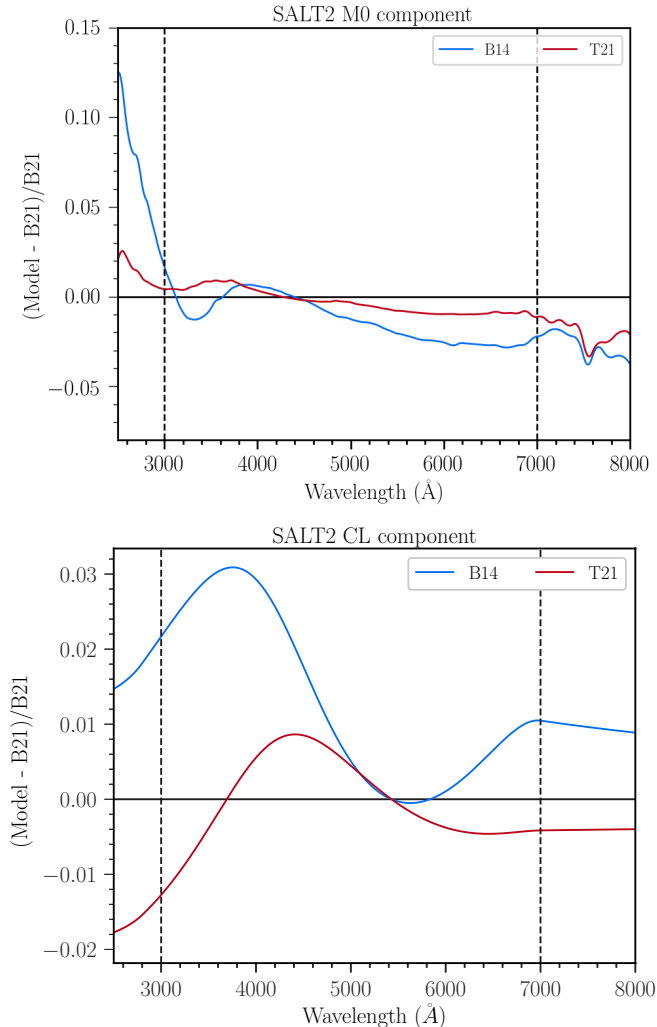 SALT2 M0 component
B14 T21
0.15
0.10
0.05
0.00
−0.05
(Model - B21)/B21
3000 4000 5000 6000 7000 8000
Wavelength (Å)
SALT2 CL component
B14 T21
0.03
0.02
0.01
0.00
−0.01
−0.02
(Model - B21)/B21
3000 4000 5000 6000 7000 8000
Wavelength (Å)